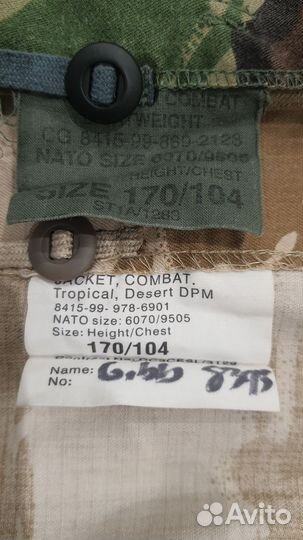 COMBAT
WEIGHT
CG 8415-99-869-2128
NATO SIZE 6070/9505
HEIGHT/CHEST
SIZE 170/104
JACKET, COMBAT.
Tropical, Desert DPM
8415-99- 978-6901
NATO size: 6070/9505
Size: Height/Chest
170/104
Name:
No:
Avito